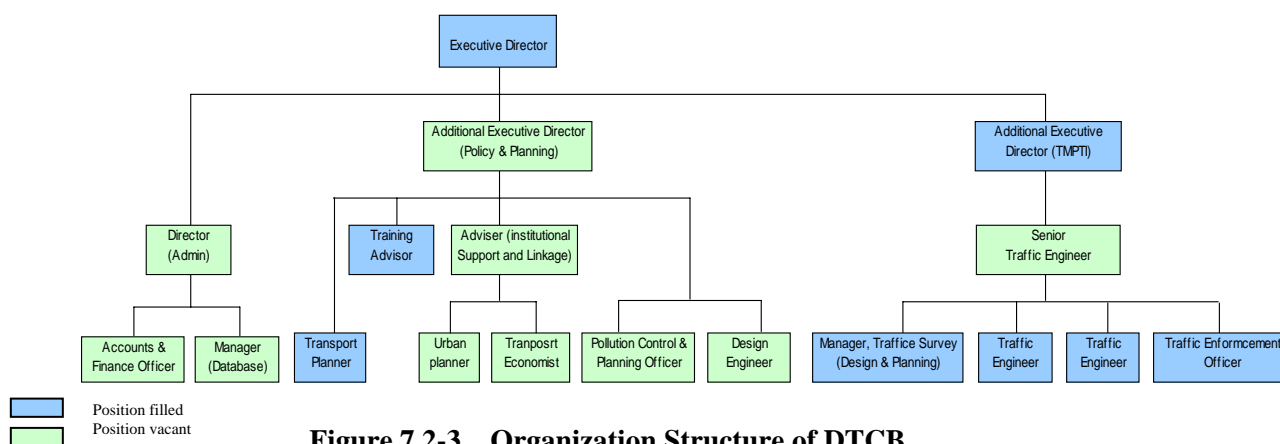 Executive Director
Additional Executive Director
(Policy & Planning)
Additional Executive
Director (TMPTI)
Director
(Admin)
Training
Advisor
Adviser (institutional
Support and Linkage)
Senior
Traffic Engineer
Accounts &
Finance Officer
Manager
(Database)
Transport
Planner
Urban
planner
Tranposrt
Economist
Pollution Control &
Planning Officer
Design
Engineer
Manager, Traffice Survey
(Design & Planning)
Traffic
Engineer
Traffic
Engineer
Traffic Enformcement
Officer
Position filled
Position vacant
Figure 7.2-3 Organization Structure of DTCB